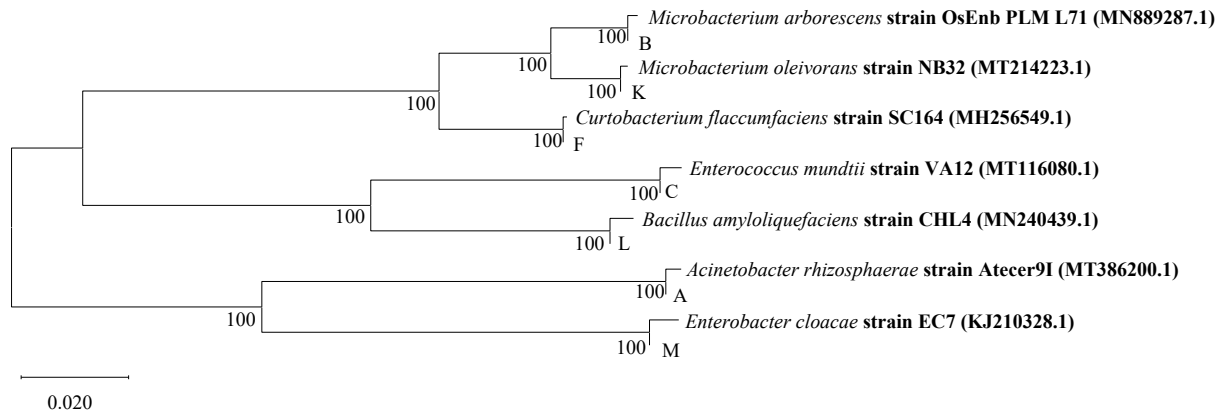 Microbacterium arborescens strain OsEnb PLM L71 (MN889287.1)
100
B
100
Microbacterium oleivorans strain NB32 (MT214223.1)
100
K
100
Curtobacterium flaccumfaciens strain SC164 (MH256549.1)
100
F
Enterococcus mundtii strain VA12 (MT116080.1)
100
C
100
Bacillus amyloliquefaciens strain CHL4 (MN240439.1)
100
L
Acinetobacter rhizosphaerae strain Atecer9I (MT386200.1)
100
A
100
Enterobacter cloacae strain EC7 (KJ210328.1)
100
M
0.020